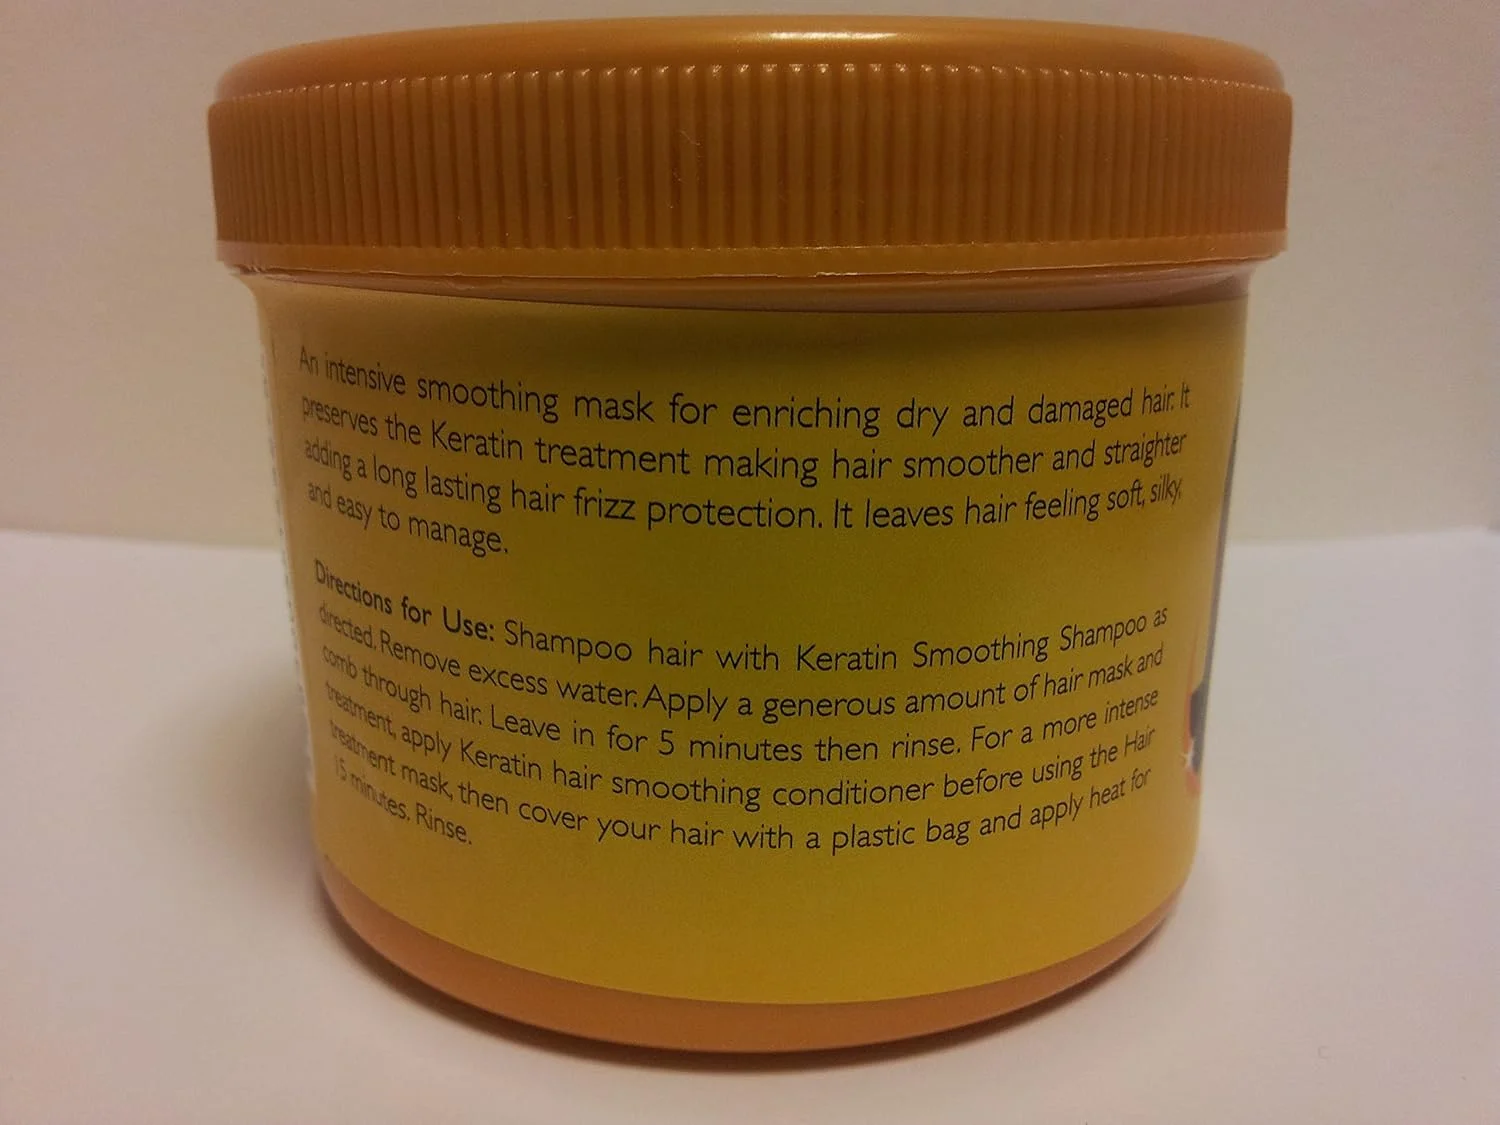 An intensive smoothing mask for enriching dry and damaged hair. It
preserves the Keratin treatment making hair smoother and straighter
adding a long lasting hair frizz protection. It leaves hair feeling soft, silky,
and easy to manage.
Directions for Use: Shampoo hair with Keratin Smoothing Shampoo as
directed. Remove excess water. Apply a generous amount of hair mask and
comb through hair. Leave in for 5 minutes then rinse. For a more intense
treatment, apply Keratin hair smoothing conditioner before using the Hair
treatment mask, then cover your hair with a plastic bag and apply heat for
15 minutes. Rinse.